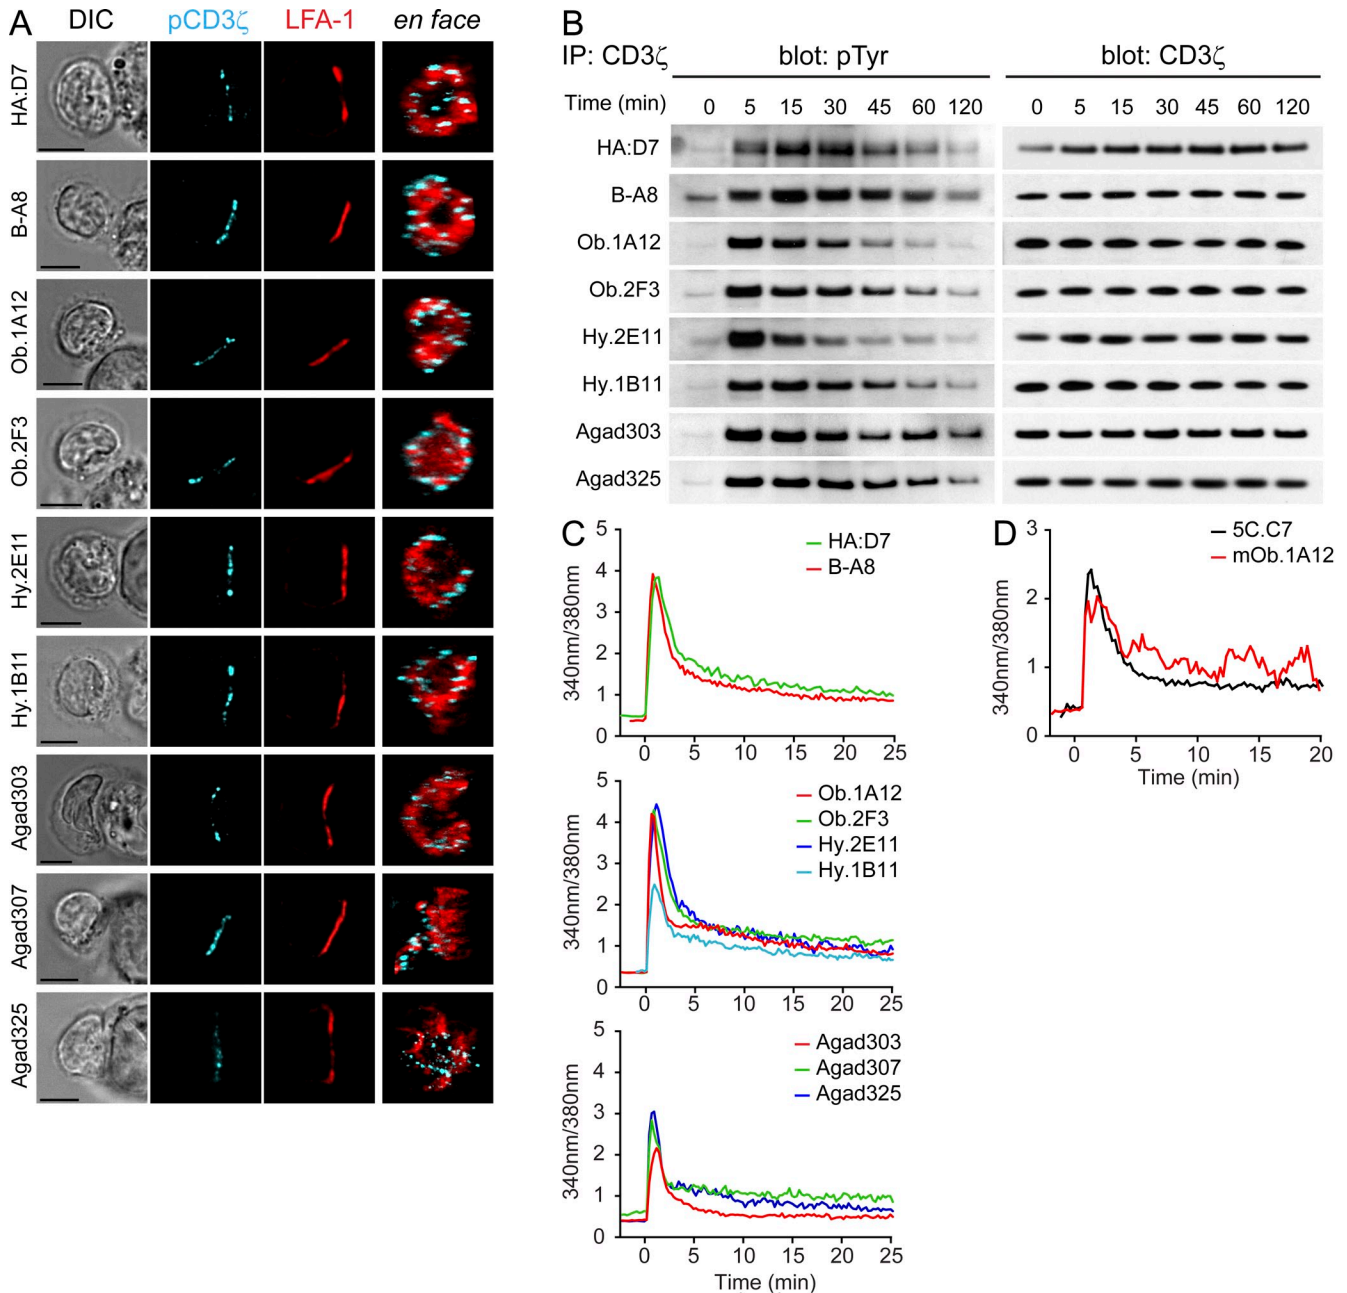 A
DIC pCD3ζ LFA-1 en face
HA:D7
B-A8
Ob.1A12
Ob.2F3
Hy.2E11
Hy.1B11
Agad303
Agad307
Agad325
B
IP: CD3ζ blot: pTyr blot: CD3ζ
Time (min) 0 5 15 30 45 60 120 0 5 15 30 45 60 120
HA:D7
B-A8
Ob.1A12
Ob.2F3
Hy.2E11
Hy.1B11
Agad303
Agad325
C
340nm/380nm
5
4
3
2
1
0
HA:D7
B-A8
0 5 10 15 20 25
340nm/380nm
5
4
3
2
1
0
Ob.1A12
Ob.2F3
Hy.2E11
Hy.1B11
0 5 10 15 20 25
340nm/380nm
5
4
3
2
1
0
Agad303
Agad307
Agad325
0 5 10 15 20 25
Time (min)
D
340nm/380nm
3
2
1
0
5C.C7
mOb.1A12
0 5 10 15 20
Time (min)